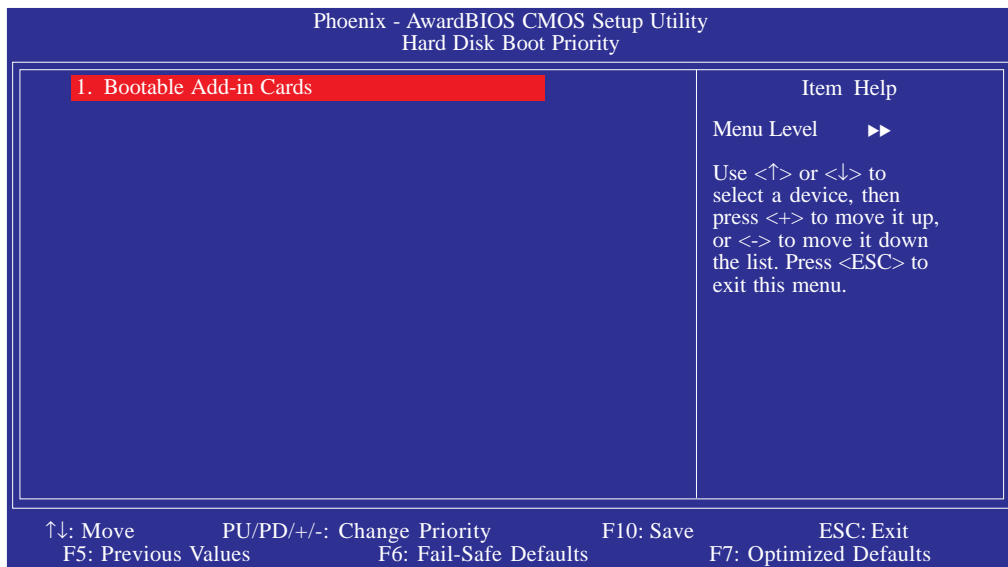 Phoenix - AwardBIOS CMOS Setup Utility
Hard Disk Boot Priority
1. Bootable Add-in Cards
Item Help
Menu Level ▶▶
Use <↑> or <↓> to
select a device, then
press <+> to move it up,
or <-> to move it down
the list. Press <ESC> to
exit this menu.
↑↓: Move PU/PD/+/-: Change Priority F10: Save ESC: Exit
F5: Previous Values F6: Fail-Safe Defaults F7: Optimized Defaults